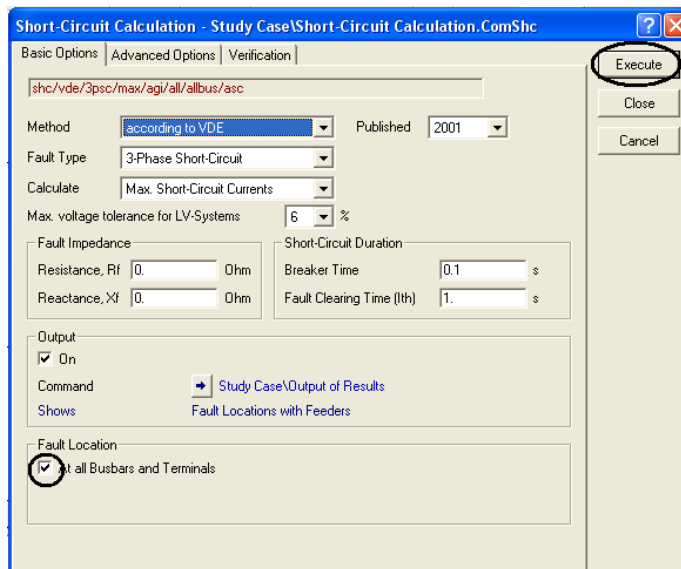 Short-Circuit Calculation - Study Case\Short-Circuit Calculation.ComShc
Basic Options Advanced Options Verification
Execute
shc/vde/3psc/max/agi/all/allbus/asc
Close
Method according to VDE Published 2001
Cancel
Fault Type 3-Phase Short-Circuit
Calculate Max. Short-Circuit Currents
Max. voltage tolerance for LV-Systems 6 %
Fault Impedance
Resistance, Rf 0. Ohm
Reactance, Xf 0. Ohm
Short-Circuit Duration
Breaker Time 0.1 s
Fault Clearing Time (Ith) 1. s
Output
On
Command Study Case\Output of Results
Shows Fault Locations with Feeders
Fault Location
At all Busbars and Terminals